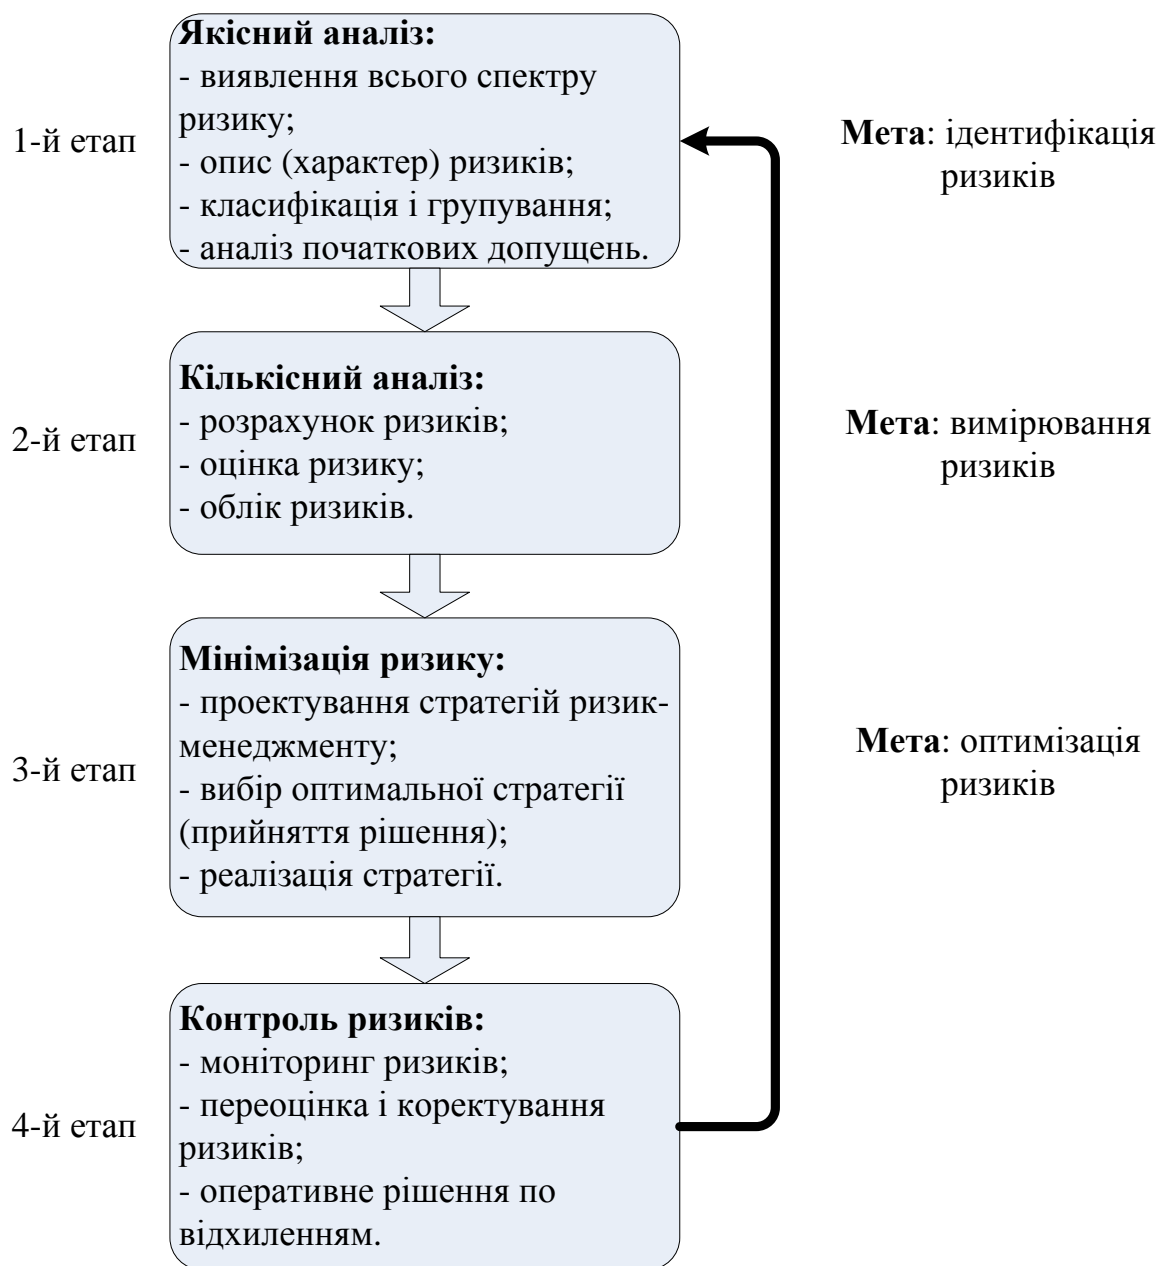 1-й етап
Якісний аналіз:
- виявлення всього спектру
ризику;
- опис (характер) ризиків;
- класифікація і групування;
- аналіз початкових допущень.
Мета: ідентифікація
ризиків
2-й етап
Кількісний аналіз:
- розрахунок ризиків;
- оцінка ризику;
- облік ризиків.
Мета: вимірювання
ризиків
3-й етап
Мінімізація ризику:
- проектування стратегій ризик-
менеджменту;
- вибір оптимальної стратегії
(прийняття рішення);
- реалізація стратегії.
Мета: оптимізація
ризиків
4-й етап
Контроль ризиків:
- моніторинг ризиків;
- переоцінка і коректування
ризиків;
- оперативне рішення по
відхиленням.